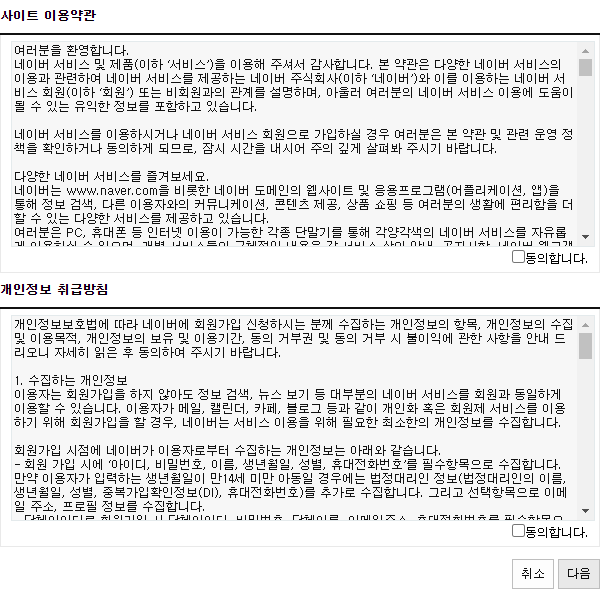 사이트 이용약관
여러분을 환영합니다.
네이버 서비스 및 제품(이하 ‘서비스’)을 이용해 주셔서 감사합니다. 본 약관은 다양한 네이버 서비스의
이용과 관련하여 네이버 서비스를 제공하는 네이버 주식회사(이하 ‘네이버’)와 이를 이용하는 네이버 서
비스 회원(이하 ‘회원’) 또는 비회원과의 관계를 설명하며, 아울러 여러분의 네이버 서비스 이용에 도움이
될 수 있는 유익한 정보를 포함하고 있습니다.
네이버 서비스를 이용하시거나 네이버 서비스 회원으로 가입하실 경우 여러분은 본 약관 및 관련 운영 정
책을 확인하거나 동의하게 되므로, 잠시 시간을 내시어 주의 깊게 살펴봐 주시기 바랍니다.
다양한 네이버 서비스를 즐겨보세요.
네이버는 www.naver.com을 비롯한 네이버 도메인의 웹사이트 및 응용프로그램(어플리케이션, 앱)을
통해 정보 검색, 다른 이용자와의 커뮤니케이션, 콘텐츠 제공, 상품 쇼핑 등 여러분의 생활에 편리함을 더
할 수 있는 다양한 서비스를 제공하고 있습니다.
여러분은 PC, 휴대폰 등 인터넷 이용이 가능한 각종 단말기를 통해 각양각색의 네이버 서비스를 자유롭
게 이용하실 수 있으며, 개별 서비스들의 구체적인 내용은 각 서비스 상의 안내, 공지사항, 네이버 웹고객
동의합니다.
개인정보 취급방침
개인정보보호법에 따라 네이버에 회원가입 신청하시는 분께 수집하는 개인정보의 항목, 개인정보의 수집
및 이용목적, 개인정보의 보유 및 이용기간, 동의 거부권 및 동의 거부 시 불이익에 관한 사항을 안내 드
리오니 자세히 읽은 후 동의하여 주시기 바랍니다.
1. 수집하는 개인정보
이용자는 회원가입을 하지 않아도 정보 검색, 뉴스 보기 등 대부분의 네이버 서비스를 회원과 동일하게
이용할 수 있습니다. 이용자가 메일, 캘린더, 카페, 블로그 등과 같이 개인화 혹은 회원제 서비스를 이용
하기 위해 회원가입을 할 경우, 네이버는 서비스 이용을 위해 필요한 최소한의 개인정보를 수집합니다.
회원가입 시점에 네이버가 이용자로부터 수집하는 개인정보는 아래와 같습니다.
- 회원 가입 시에 ‘아이디, 비밀번호, 이름, 생년월일, 성별, 휴대전화번호’를 필수항목으로 수집합니다.
만약 이용자가 입력하는 생년월일이 만14세 미만 아동일 경우에는 법정대리인 정보(법정대리인의 이름,
생년월일, 성별, 중복가입확인정보(DI), 휴대전화번호)를 추가로 수집합니다. 그리고 선택항목으로 이메
일 주소, 프로필 정보를 수집합니다.
- 단체아이디로 회원가입 시 단체아이디, 비밀번호, 단체이름, 이메일주소, 휴대전화번호를 필수항목으
동의합니다.
취소
다음